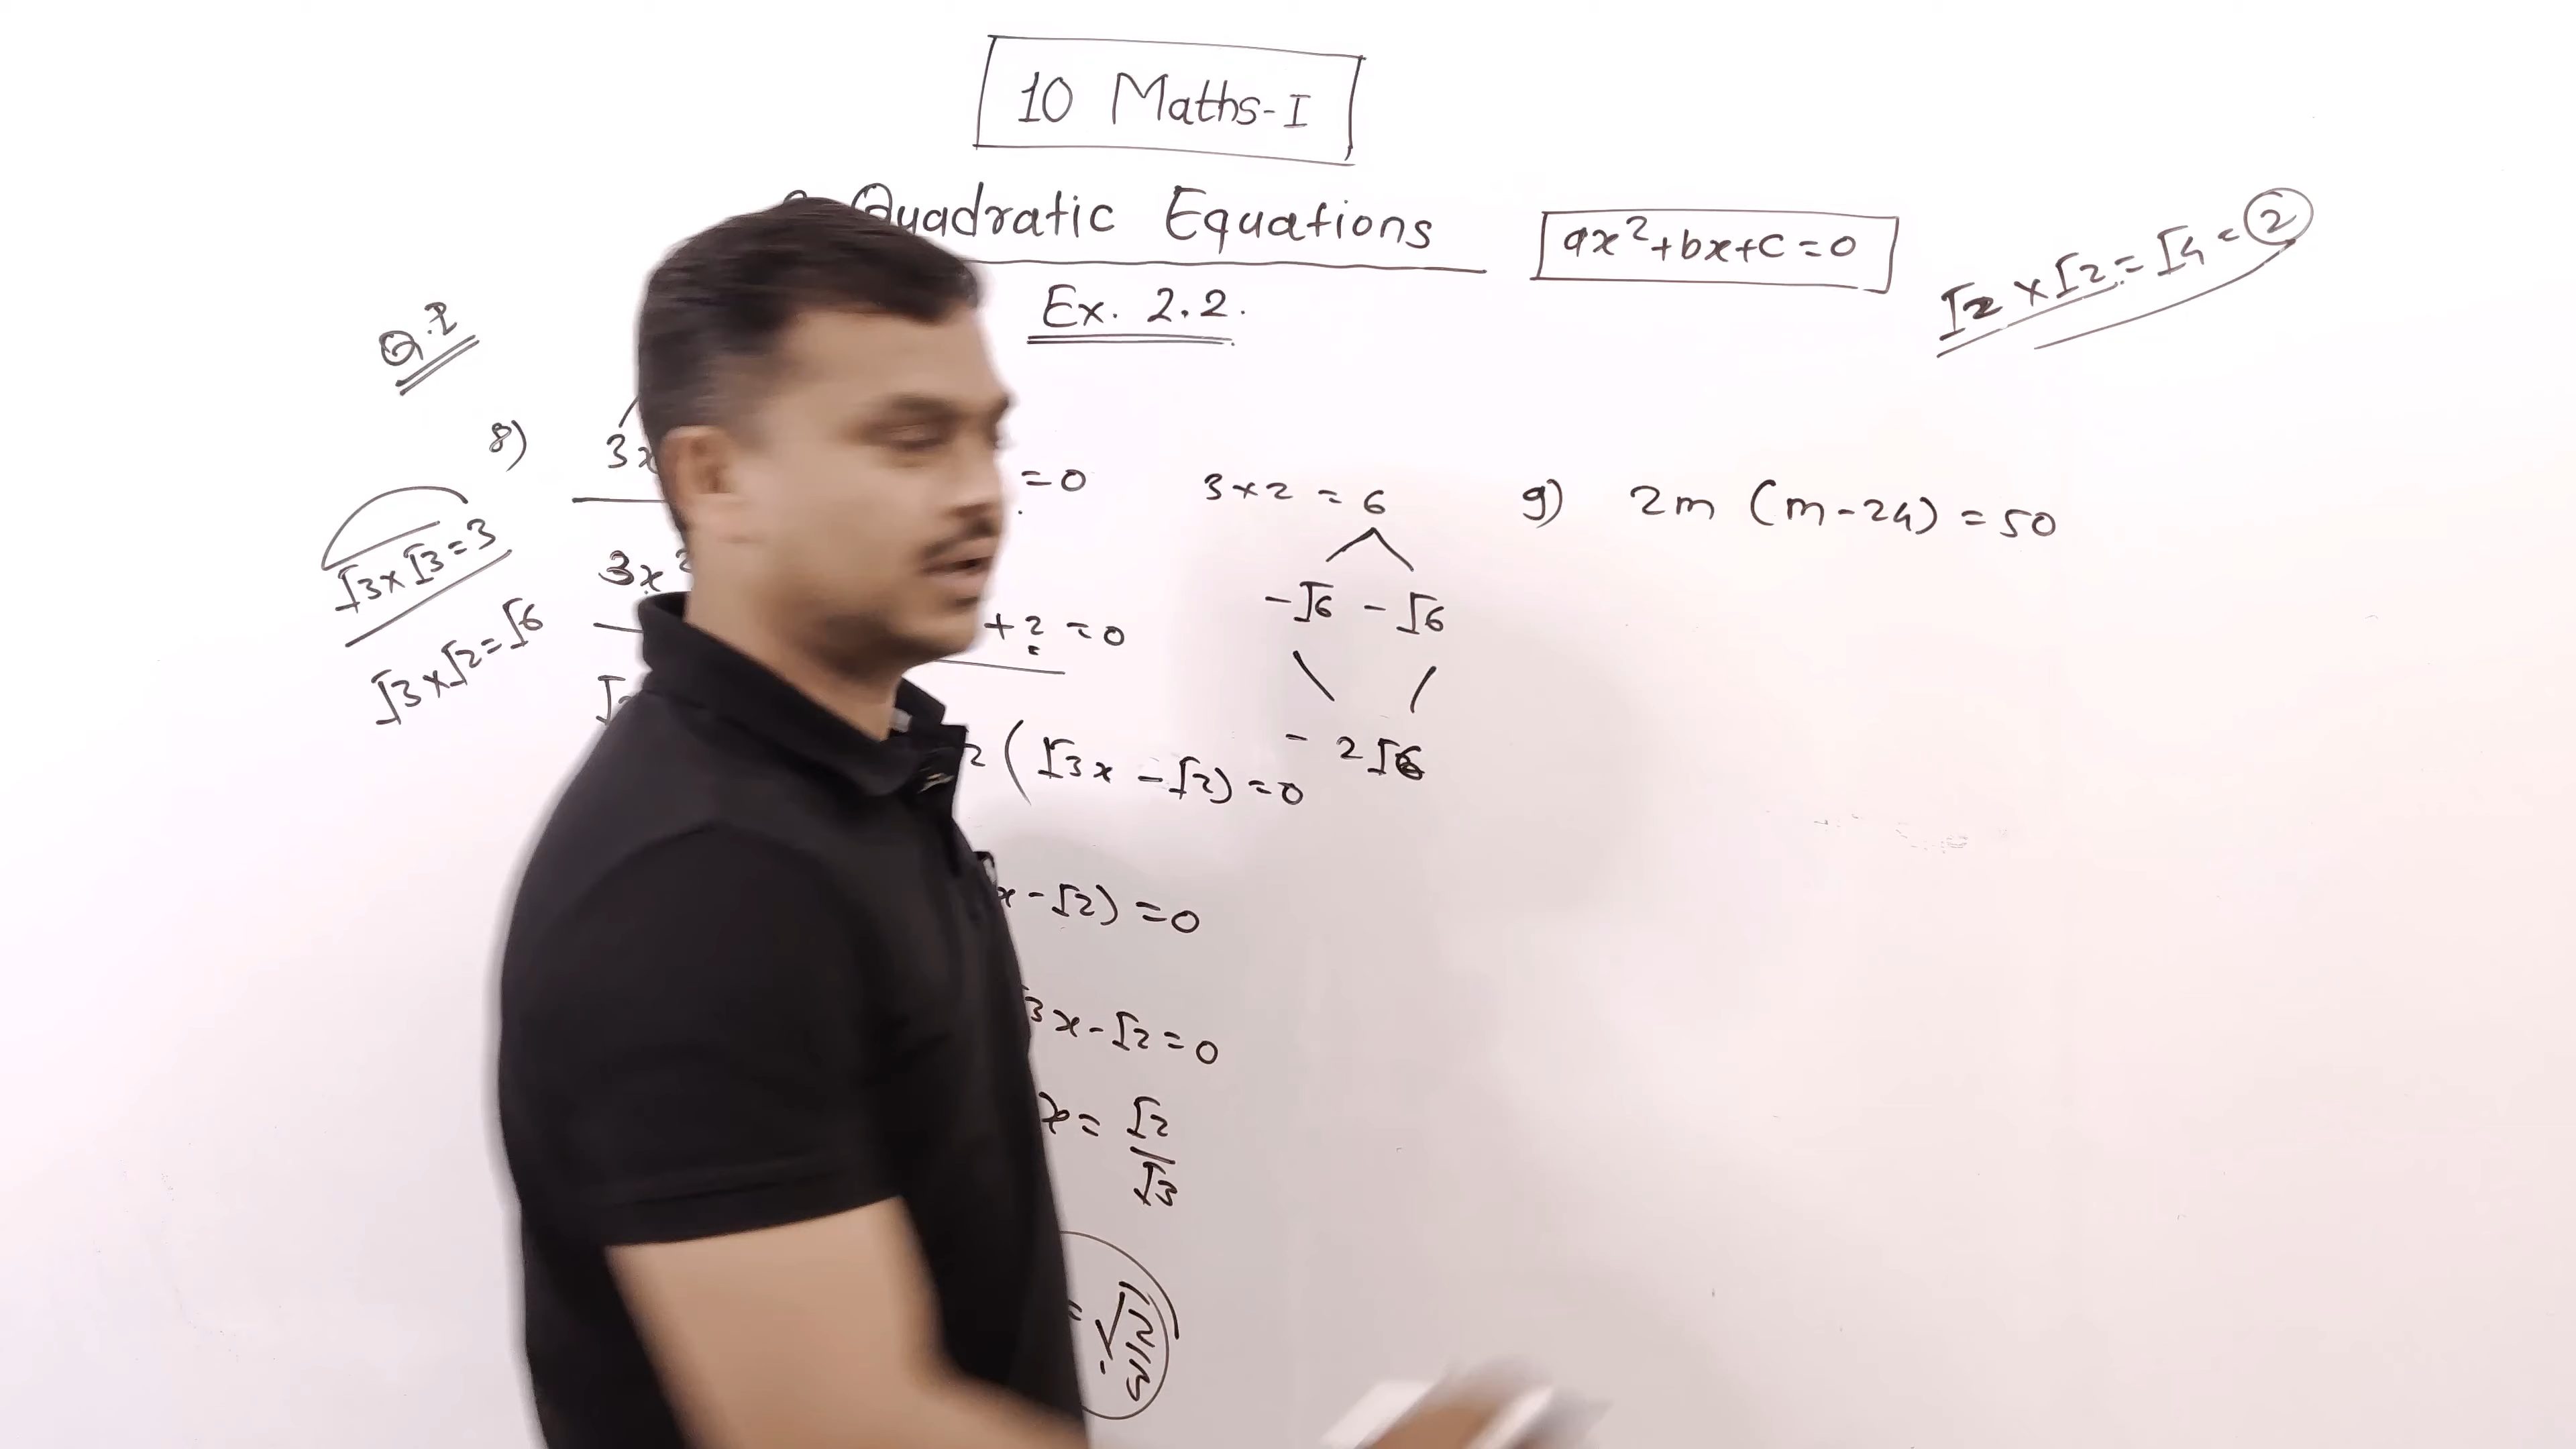 10 Maths-I
Quadratic Equations
ax²+bx+c=0
√2 x √2 = √4 = 2
Ex. 2.2.
8)
3x
=0
√3 x √3 = 3
√3 x √2 = √6
3x²
+2 =0
2 (√3x - √2) =0
x - √2) =0
3x - √2 = 0
x = √2/√3
= √2/3
3 x 2 = 6
-√6 -√6
- 2√6
9) 2m (m-24) = 50